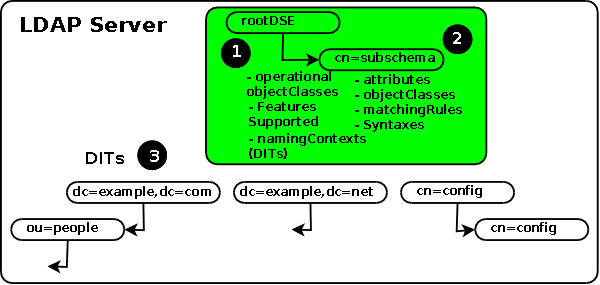 LDAP Server
rootDSE
1
2
cn=subschema
- operational
objectClasses
- Features
Supported
- namingContexts
(DITs)
- attributes
- objectClasses
- matchingRules
- Syntaxes
DITs
3
dc=example,dc=com
dc=example,dc=net
cn=config
ou=people
cn=config